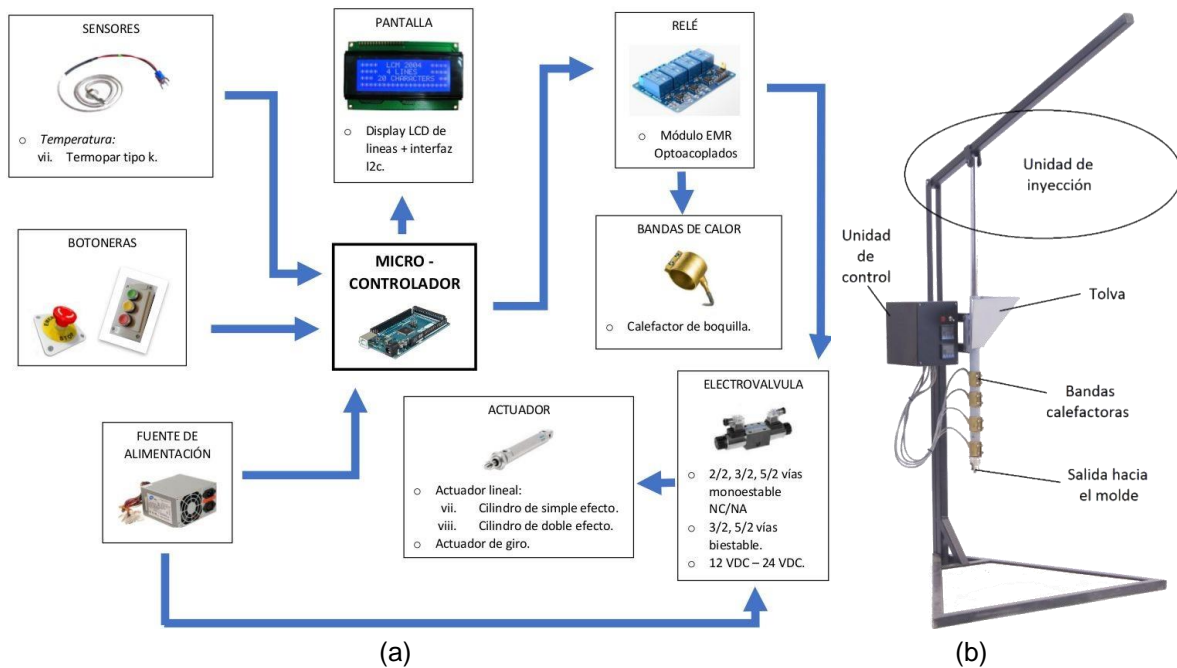 SENSORES
o Temperatura:
vii. Termopar tipo k.
PANTALLA
LCM 2004
4 LINES
20 CHARACTERS
o Display LCD de
lineas + interfaz
I2c.
RELÉ
o Módulo EMR
Optoacoplados
BOTONERAS
STOP
MICRO -
CONTROLADOR
BANDAS DE CALOR
o Calefactor de boquilla.
FUENTE DE
ALIMENTACIÓN
ACTUADOR
o Actuador lineal:
vii. Cilindro de simple efecto.
viii. Cilindro de doble efecto.
o Actuador de giro.
ELECTROVALVULA
o 2/2, 3/2, 5/2 vías
monoestable
NC/NA
o 3/2, 5/2 vías
biestable.
o 12 VDC – 24 VDC.
(a)
Unidad de
inyección
Unidad
de
control
Tolva
Bandas
calefactoras
Salida hacia
el molde
(b)